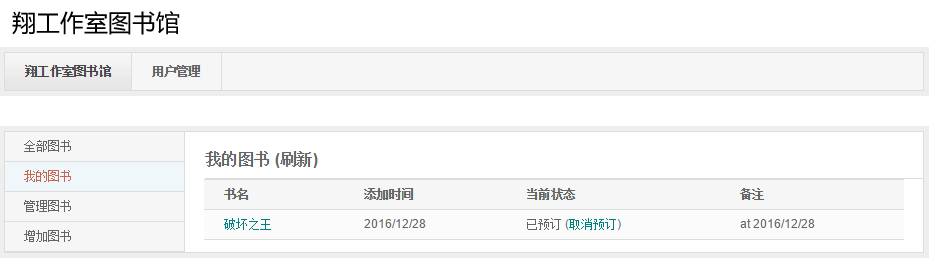 翔工作室图书馆
翔工作室图书馆 用户管理
全部图书
我的图书
管理图书
增加图书
我的图书 (刷新)
书名 添加时间 当前状态 备注
破坏之王 2016/12/28 已预订 (取消预订) at 2016/12/28